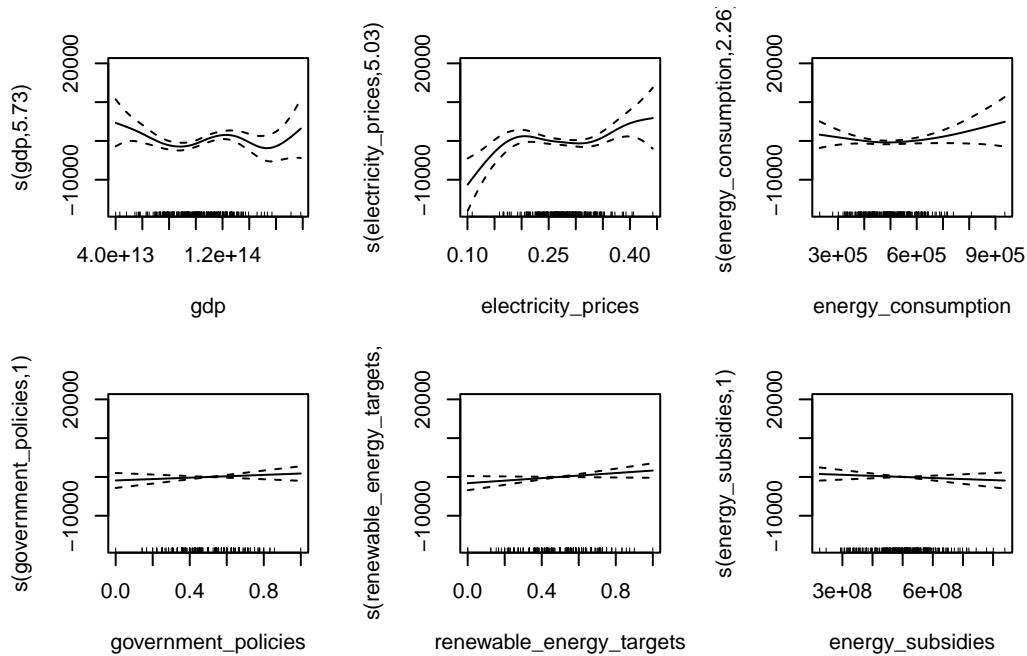 s(gdp,5.73)
−10000 20000
4.0e+13 1.2e+14
gdp
s(electricity_prices,5.03)
−10000 20000
0.10 0.25 0.40
electricity_prices
s(energy_consumption,2.26)
−10000 20000
3e+05 6e+05 9e+05
energy_consumption
s(government_policies,1)
−10000 20000
0.0 0.4 0.8
government_policies
s(renewable_energy_targets,
−10000 20000
0.0 0.4 0.8
renewable_energy_targets
s(energy_subsidies,1)
−10000 20000
3e+08 6e+08
energy_subsidies